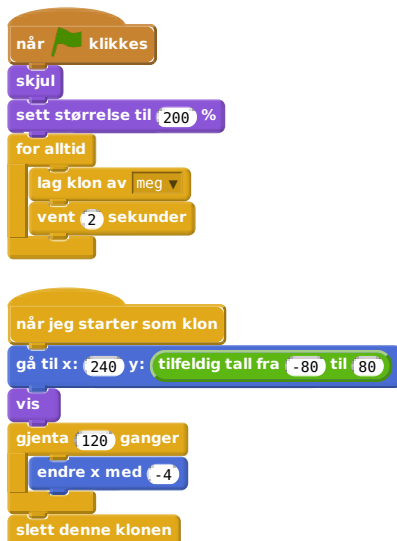 når klikkes
skjul
sett størrelse til 200 %
for alltid
lag klon av meg
vent 2 sekunder
når jeg starter som klon
gå til x: 240 y: tilfeldig tall fra -80 til 80
vis
gjenta 120 ganger
endre x med -4
slett denne klonen